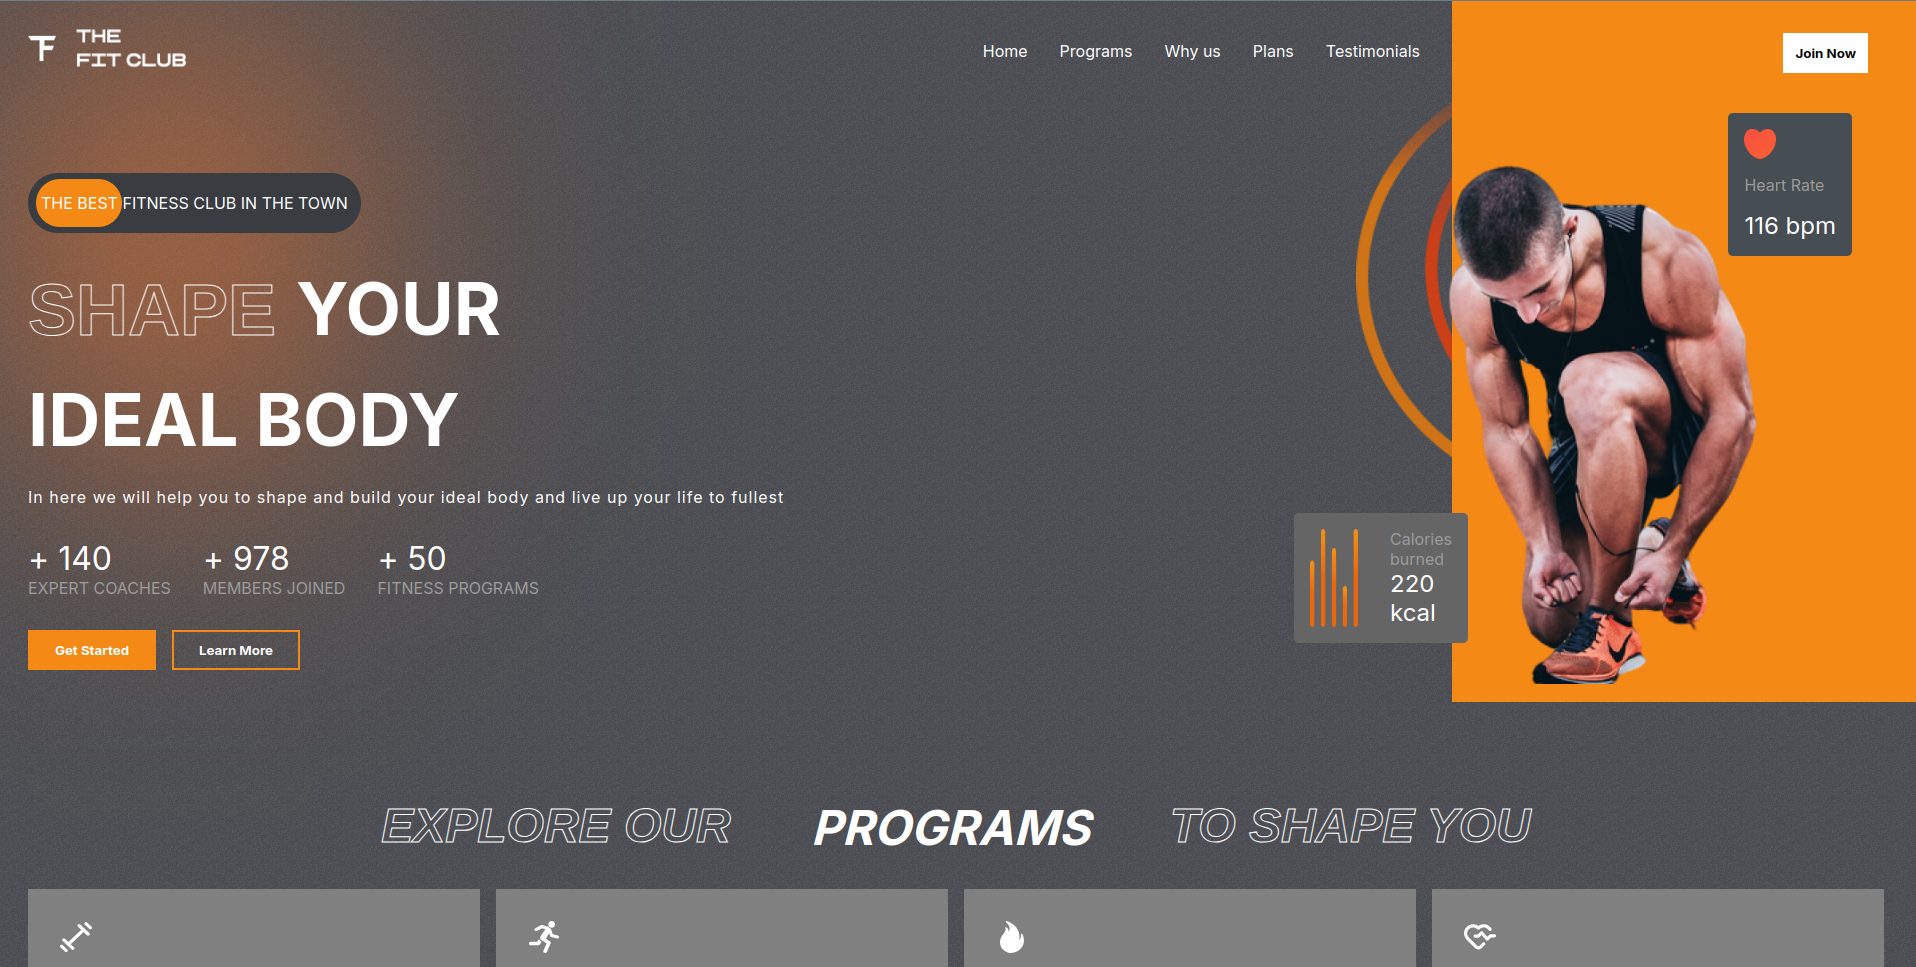 THE
FIT CLUB
Home Programs Why us Plans Testimonials
Join Now
Heart Rate
116 bpm
THE BEST FITNESS CLUB IN THE TOWN
SHAPE YOUR
IDEAL BODY
In here we will help you to shape and build your ideal body and live up your life to fullest
+ 140 + 978 + 50
EXPERT COACHES MEMBERS JOINED FITNESS PROGRAMS
Get Started Learn More
Calories
burned
220
kcal
EXPLORE OUR PROGRAMS TO SHAPE YOU